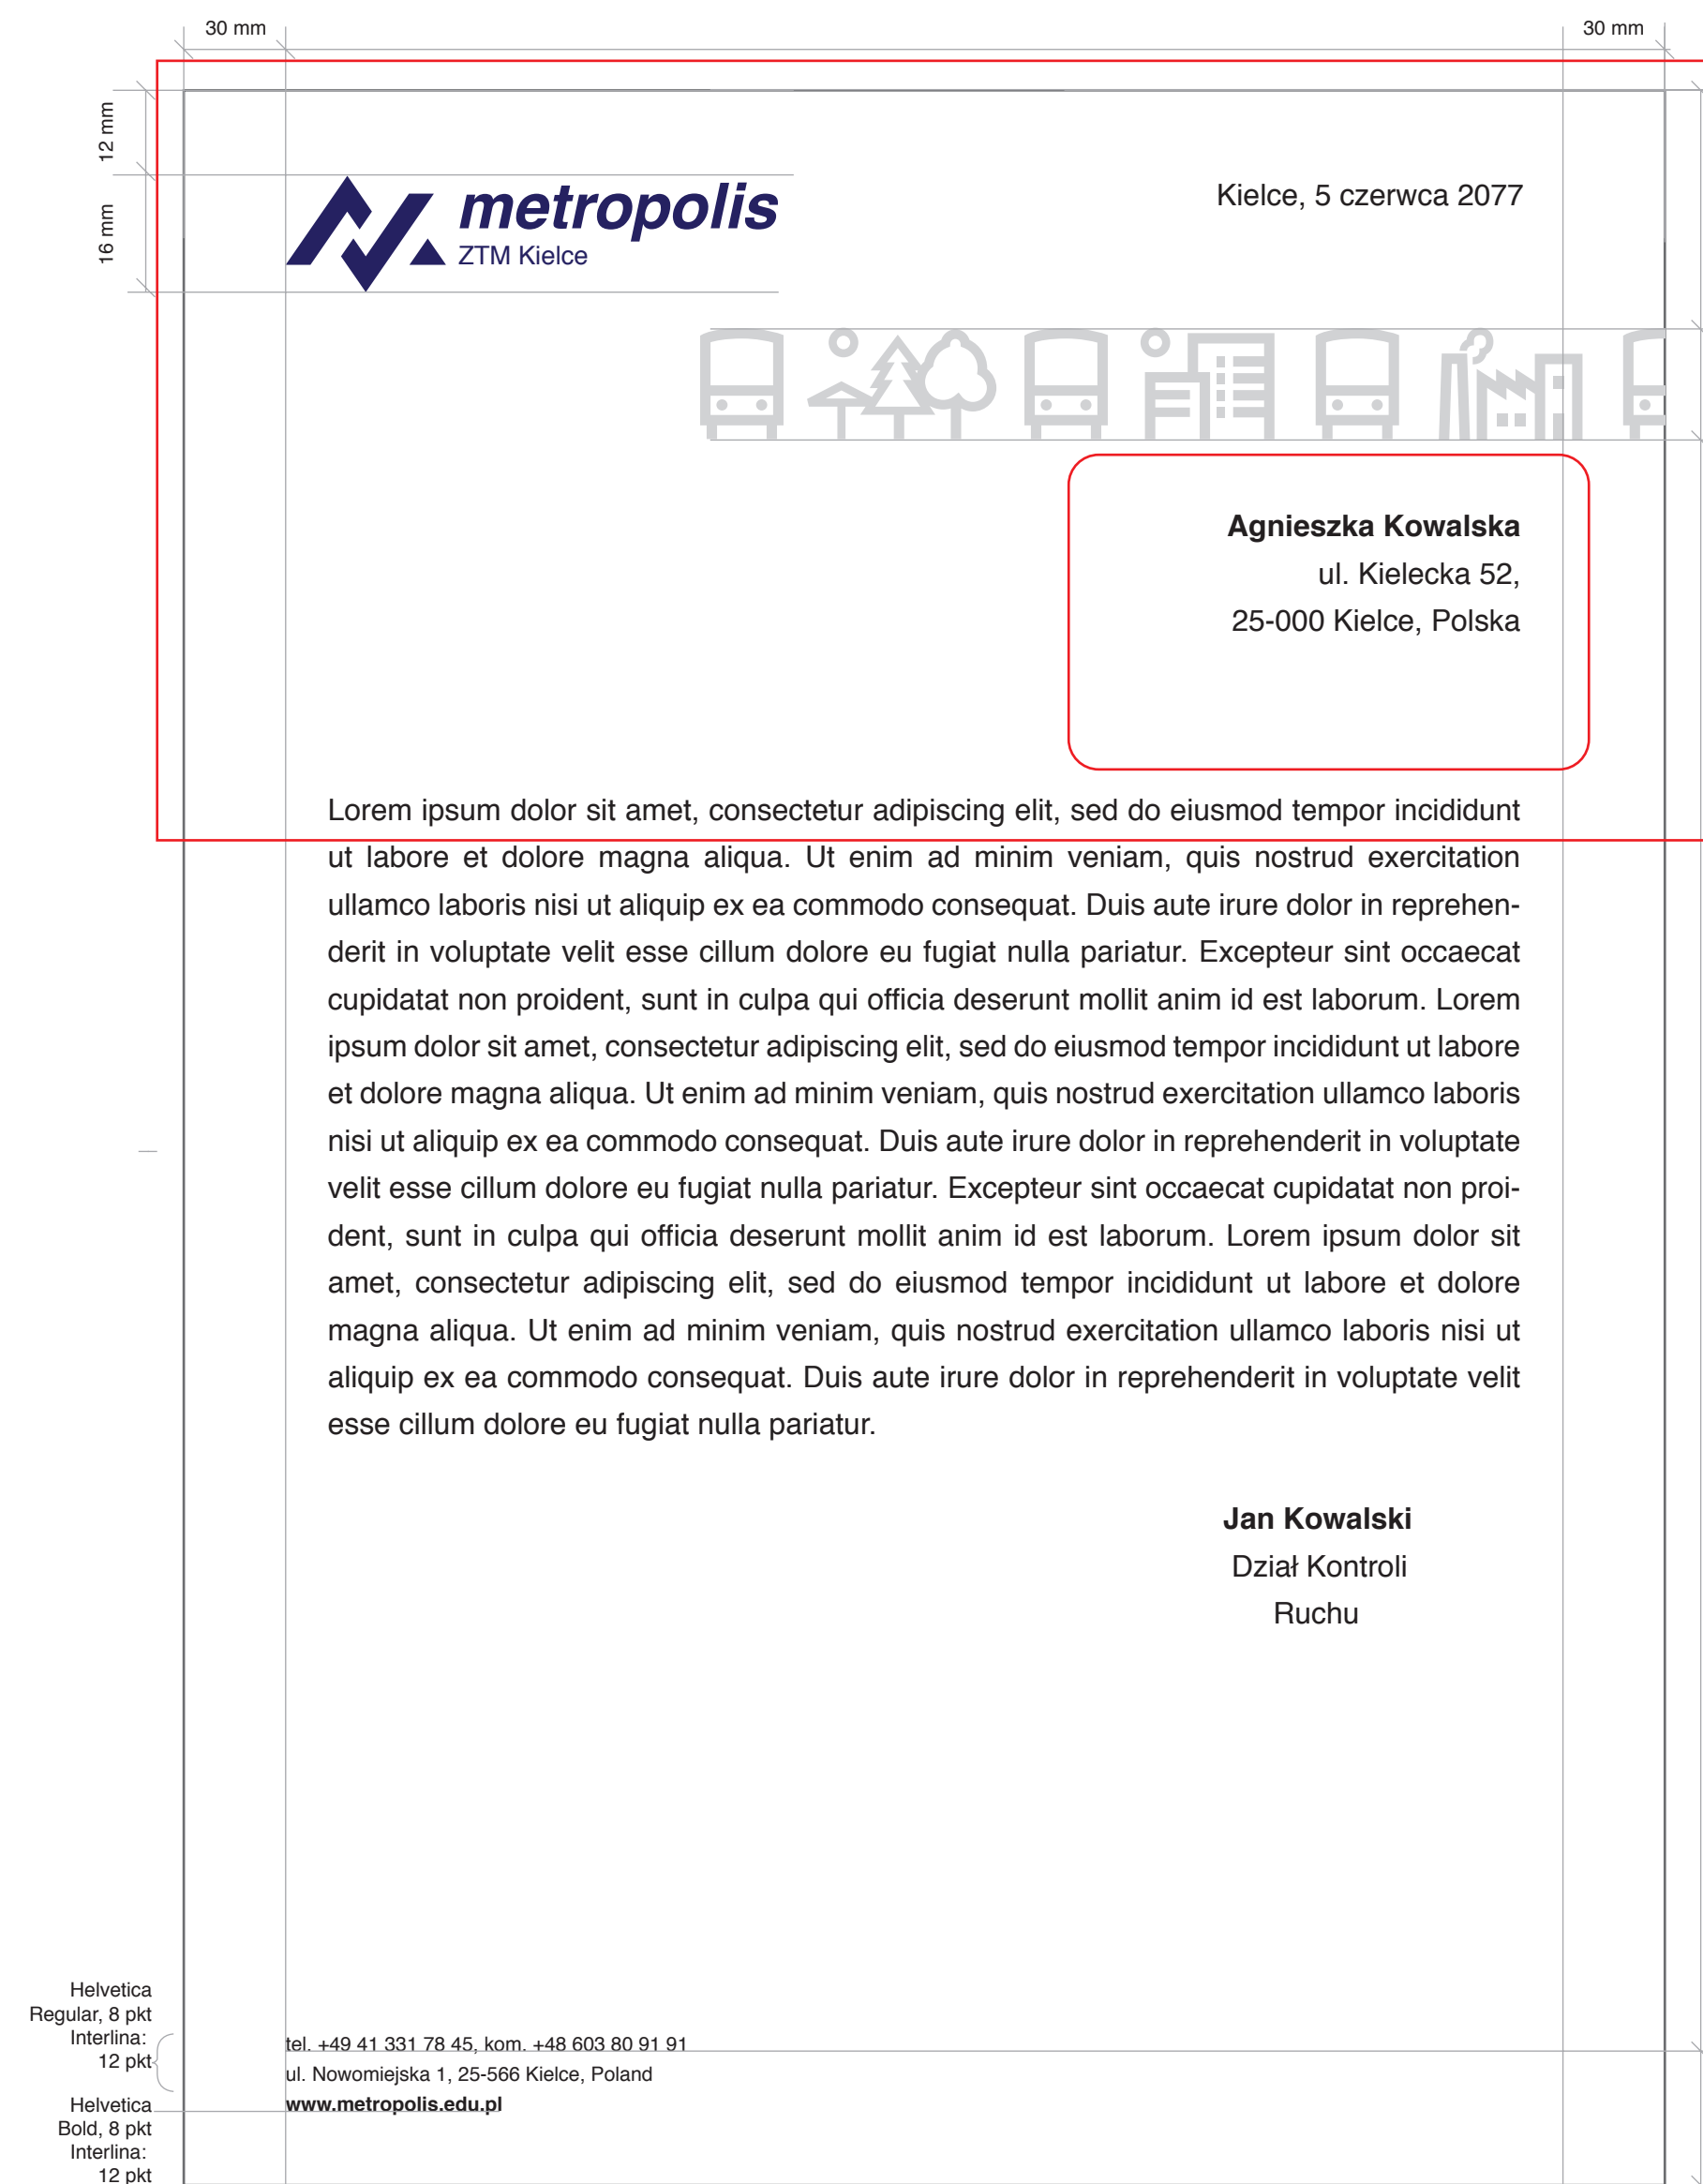 30 mm
30 mm
12 mm
16 mm
metropolis
ZTM Kielce
Kielce, 5 czerwca 2077
Agnieszka Kowalska
ul. Kielecka 52,
25-000 Kielce, Polska
Lorem ipsum dolor sit amet, consectetur adipiscing elit, sed do eiusmod tempor incididunt
ut labore et dolore magna aliqua. Ut enim ad minim veniam, quis nostrud exercitation
ullamco laboris nisi ut aliquip ex ea commodo consequat. Duis aute irure dolor in reprehen-
derit in voluptate velit esse cillum dolore eu fugiat nulla pariatur. Excepteur sint occaecat
cupidatat non proident, sunt in culpa qui officia deserunt mollit anim id est laborum. Lorem
ipsum dolor sit amet, consectetur adipiscing elit, sed do eiusmod tempor incididunt ut labore
et dolore magna aliqua. Ut enim ad minim veniam, quis nostrud exercitation ullamco laboris
nisi ut aliquip ex ea commodo consequat. Duis aute irure dolor in reprehenderit in voluptate
velit esse cillum dolore eu fugiat nulla pariatur. Excepteur sint occaecat cupidatat non proi-
dent, sunt in culpa qui officia deserunt mollit anim id est laborum. Lorem ipsum dolor sit
amet, consectetur adipiscing elit, sed do eiusmod tempor incididunt ut labore et dolore
magna aliqua. Ut enim ad minim veniam, quis nostrud exercitation ullamco laboris nisi ut
aliquip ex ea commodo consequat. Duis aute irure dolor in reprehenderit in voluptate velit
esse cillum dolore eu fugiat nulla pariatur.
Jan Kowalski
Dział Kontroli
Ruchu
Helvetica
Regular, 8 pkt
Interlina:
12 pkt
tel. +49 41 331 78 45, kom. +48 603 80 91 91
ul. Nowomiejska 1, 25-566 Kielce, Poland
www.metropolis.edu.pl
Helvetica
Bold, 8 pkt
Interlina:
12 pkt